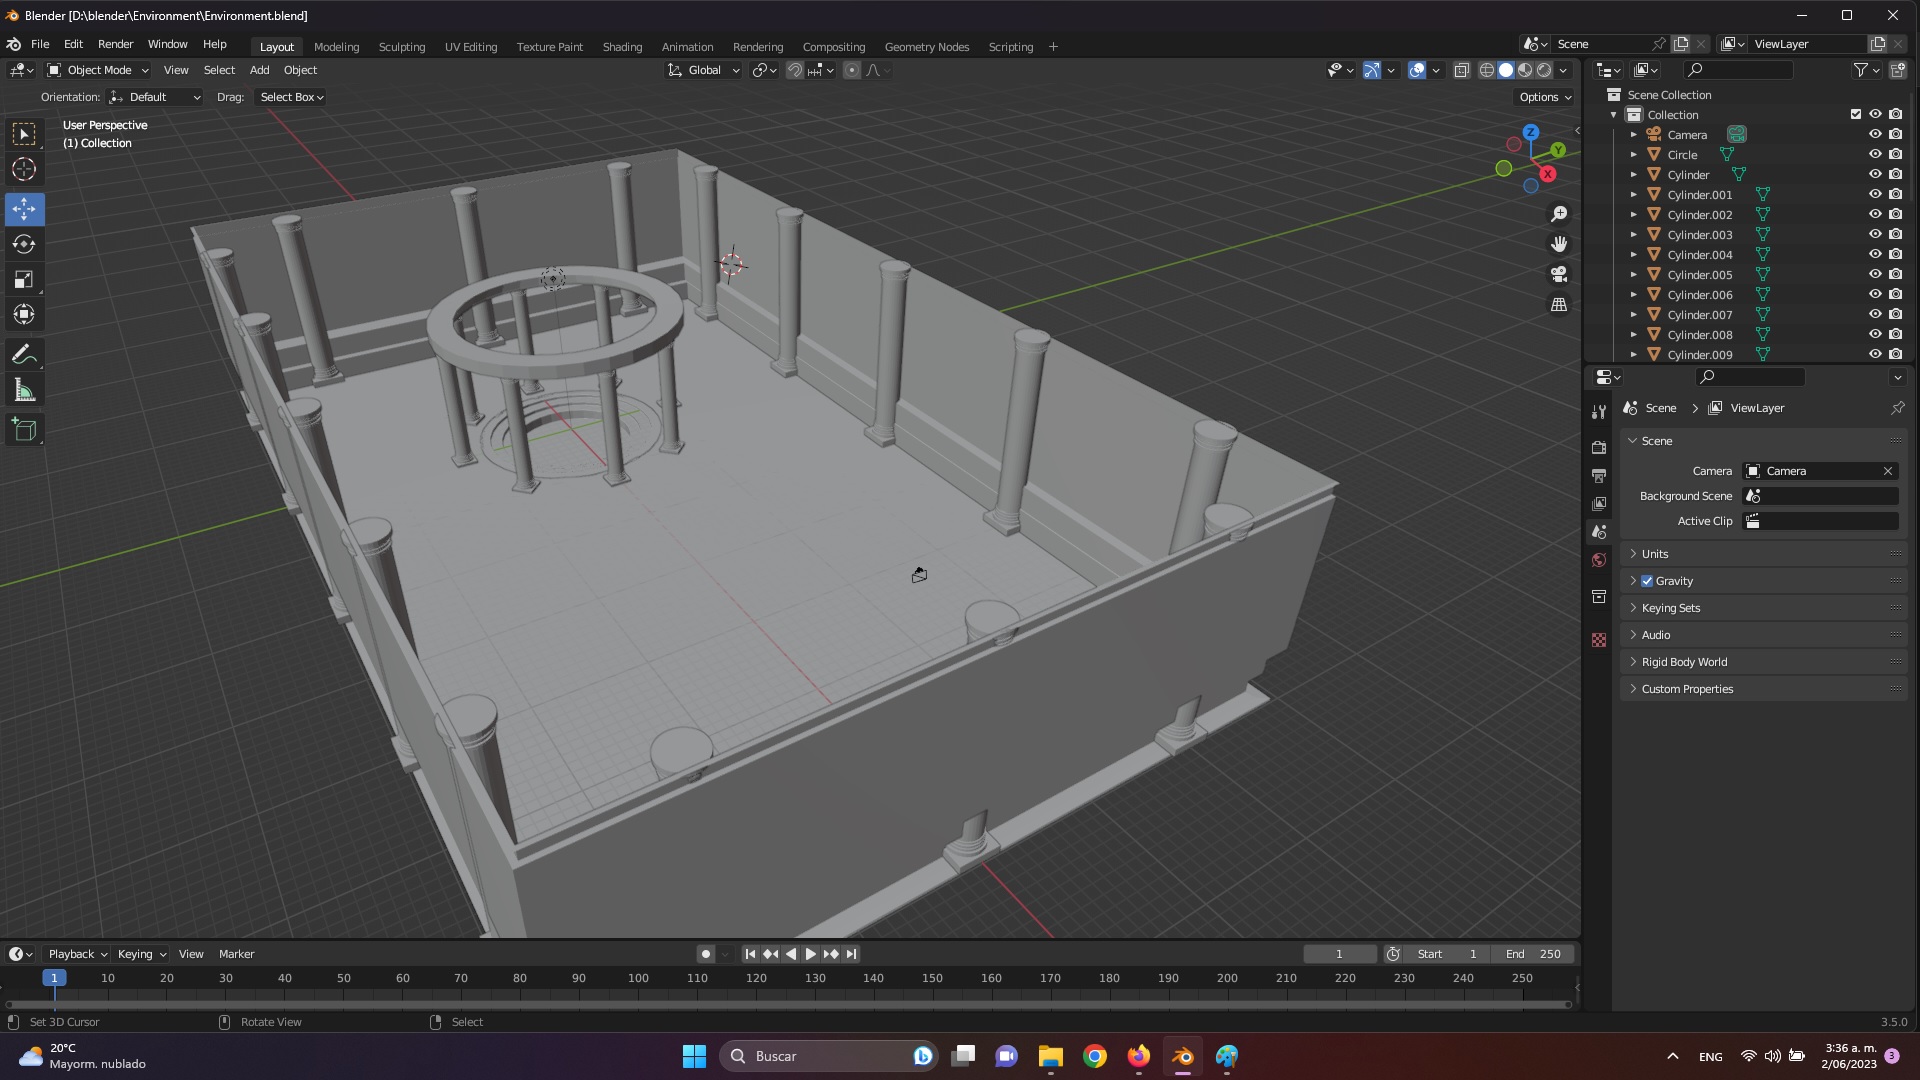 Blender [D:\blender\Environment\Environment.blend]
File Edit Render Window Help Layout Modeling Sculpting UV Editing Texture Paint Shading Animation Rendering Compositing Geometry Nodes Scripting + Scene ViewLayer
Object Mode View Select Add Object Global
Orientation: Default Drag: Select Box Options
User Perspective
(1) Collection
Z
Y
X
Scene Collection
Collection
Camera
Circle
Cylinder
Cylinder.001
Cylinder.002
Cylinder.003
Cylinder.004
Cylinder.005
Cylinder.006
Cylinder.007
Cylinder.008
Cylinder.009
Scene > ViewLayer
Scene
Camera Camera
Background Scene
Active Clip
Units
Gravity
Keying Sets
Audio
Rigid Body World
Custom Properties
Playback Keying View Marker 1 Start 1 End 250
1 10 20 30 40 50 60 70 80 90 100 110 120 130 140 150 160 170 180 190 200 210 220 230 240 250
Set 3D Cursor Rotate View Select 3.5.0
20°C
Mayorm. nublado
Buscar
ENG
3:36 a. m.
2/06/2023
3